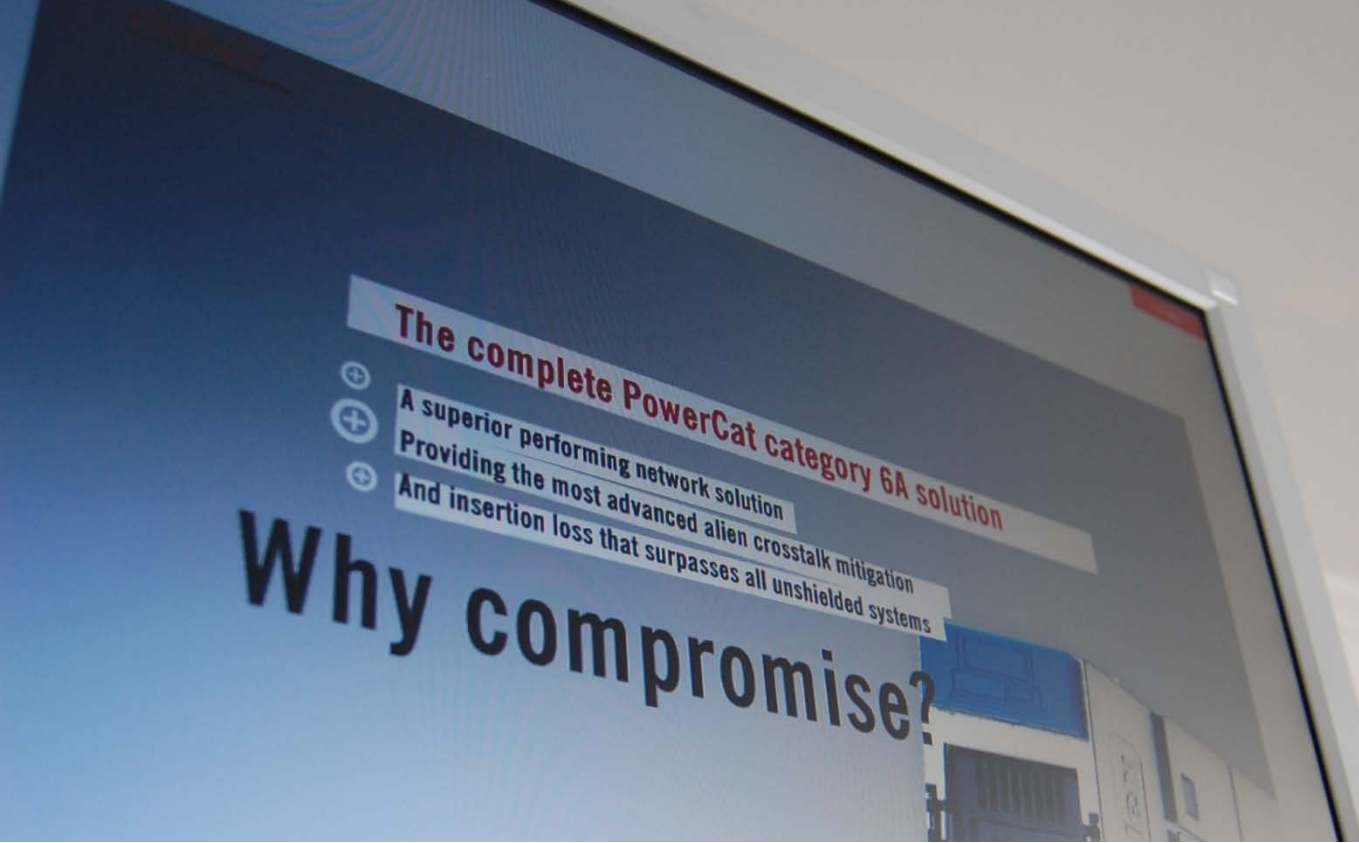 The complete PowerCat category 6A solution
A superior performing network solution
Providing the most advanced alien crosstalk mitigation
And insertion loss that surpasses all unshielded systems
Why compromise?